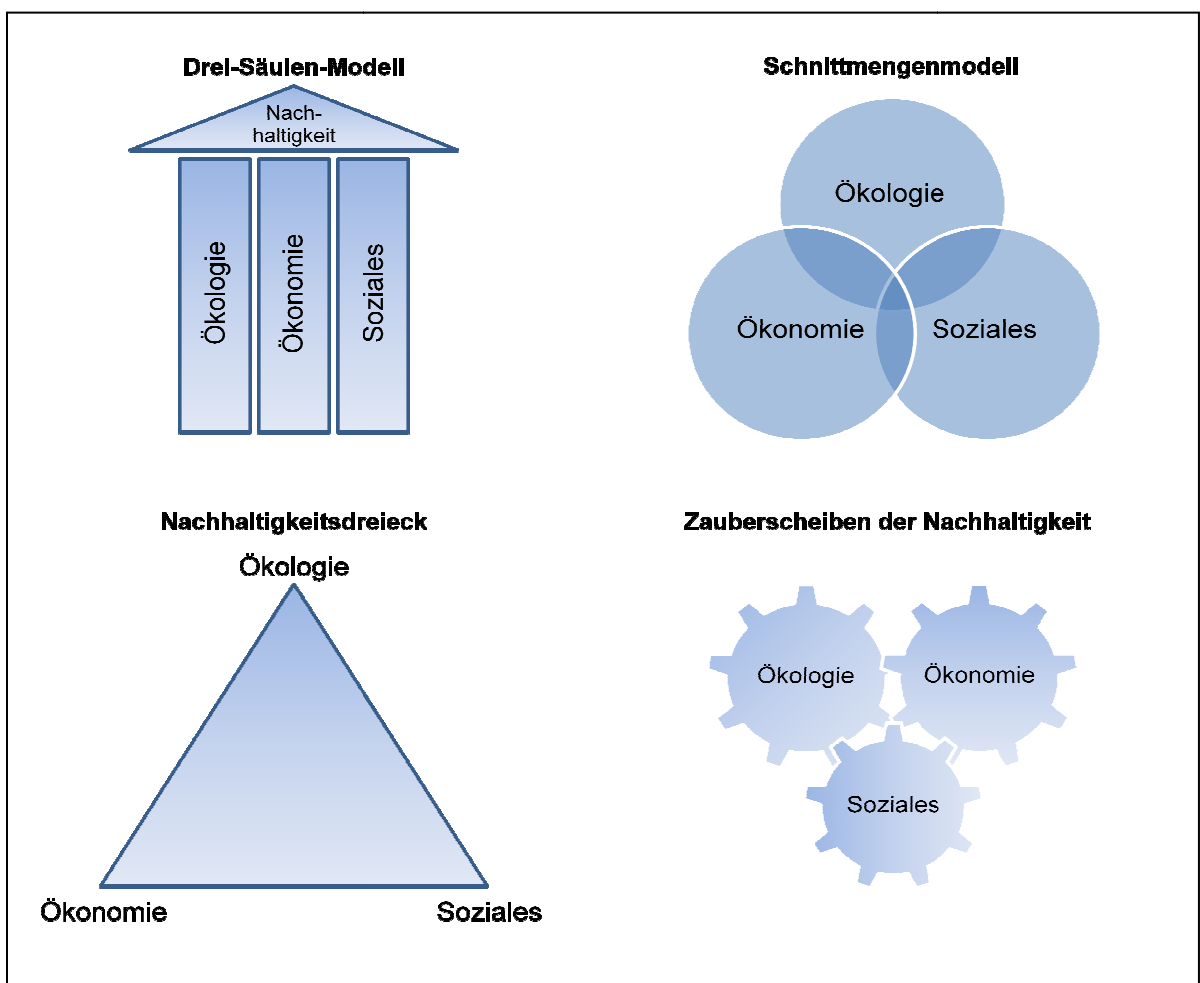 Drei-Säulen-Modell
Nach-
haltigkeit
Ökologie
Ökonomie
Soziales
Schnittmengenmodell
Ökologie
Ökonomie
Soziales
Nachhaltigkeitsdreieck
Ökologie
Ökonomie
Soziales
Zauberscheiben der Nachhaltigkeit
Ökologie
Ökonomie
Soziales